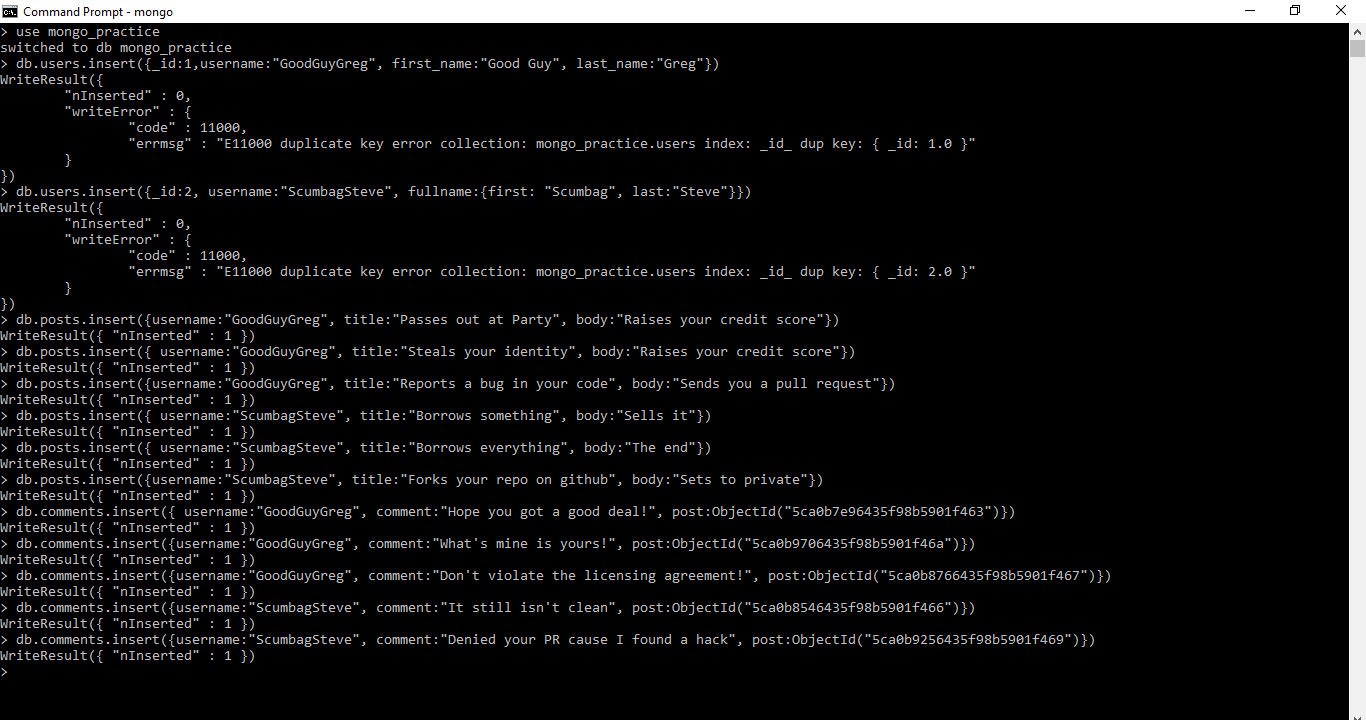 Command Prompt - mongo
> use mongo_practice
switched to db mongo_practice
> db.users.insert({_id:1,username:"GoodGuyGreg", first_name:"Good Guy", last_name:"Greg"})
WriteResult({
        "nInserted" : 0,
        "writeError" : {
                "code" : 11000,
                "errmsg" : "E11000 duplicate key error collection: mongo_practice.users index: _id_ dup key: { _id: 1.0 }"
        }
})
> db.users.insert({_id:2, username:"ScumbagSteve", fullname:{first: "Scumbag", last:"Steve"}})
WriteResult({
        "nInserted" : 0,
        "writeError" : {
                "code" : 11000,
                "errmsg" : "E11000 duplicate key error collection: mongo_practice.users index: _id_ dup key: { _id: 2.0 }"
        }
})
> db.posts.insert({username:"GoodGuyGreg", title:"Passes out at Party", body:"Raises your credit score"})
WriteResult({ "nInserted" : 1 })
> db.posts.insert({ username:"GoodGuyGreg", title:"Steals your identity", body:"Raises your credit score"})
WriteResult({ "nInserted" : 1 })
> db.posts.insert({username:"GoodGuyGreg", title:"Reports a bug in your code", body:"Sends you a pull request"})
WriteResult({ "nInserted" : 1 })
> db.posts.insert({ username:"ScumbagSteve", title:"Borrows something", body:"Sells it"})
WriteResult({ "nInserted" : 1 })
> db.posts.insert({ username:"ScumbagSteve", title:"Borrows everything", body:"The end"})
WriteResult({ "nInserted" : 1 })
> db.posts.insert({username:"ScumbagSteve", title:"Forks your repo on github", body:"Sets to private"})
WriteResult({ "nInserted" : 1 })
> db.comments.insert({ username:"GoodGuyGreg", comment:"Hope you got a good deal!", post:ObjectId("5ca0b7e96435f98b5901f463")})
WriteResult({ "nInserted" : 1 })
> db.comments.insert({username:"GoodGuyGreg", comment:"What's mine is yours!", post:ObjectId("5ca0b9706435f98b5901f46a")})
WriteResult({ "nInserted" : 1 })
> db.comments.insert({username:"GoodGuyGreg", comment:"Don't violate the licensing agreement!", post:ObjectId("5ca0b8766435f98b5901f467")})
WriteResult({ "nInserted" : 1 })
> db.comments.insert({username:"ScumbagSteve", comment:"It still isn't clean", post:ObjectId("5ca0b8546435f98b5901f466")})
WriteResult({ "nInserted" : 1 })
> db.comments.insert({username:"ScumbagSteve", comment:"Denied your PR cause I found a hack", post:ObjectId("5ca0b9256435f98b5901f469")})
WriteResult({ "nInserted" : 1 })
>